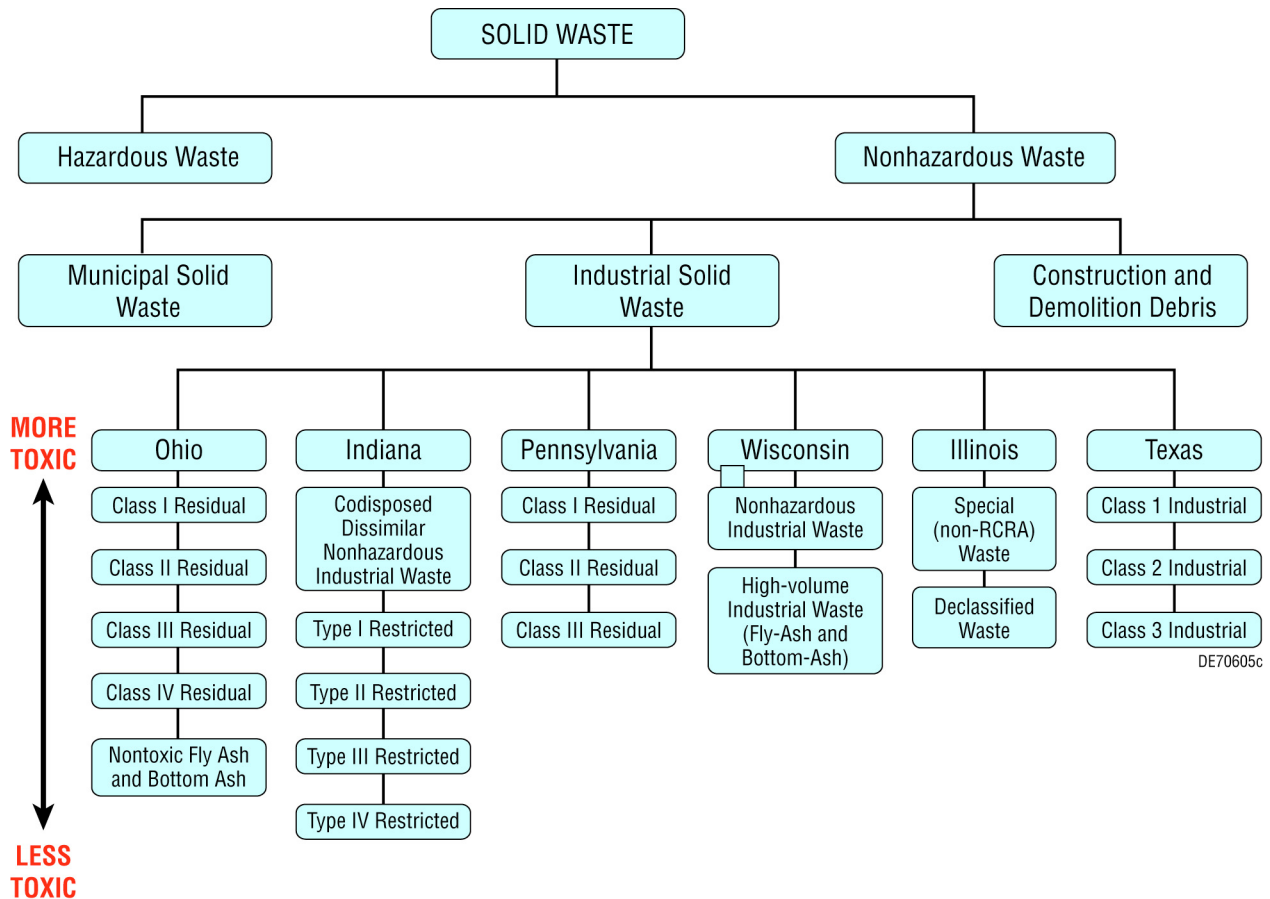 SOLID WASTE
Hazardous Waste
Nonhazardous Waste
Municipal Solid
Waste
Industrial Solid
Waste
Construction and
Demolition Debris
MORE
TOXIC
LESS
TOXIC
Ohio
Class I Residual
Class II Residual
Class III Residual
Class IV Residual
Nontoxic Fly Ash
and Bottom Ash
Indiana
Codisposed
Dissimilar
Nonhazardous
Industrial Waste
Type I Restricted
Type II Restricted
Type III Restricted
Type IV Restricted
Pennsylvania
Class I Residual
Class II Residual
Class III Residual
Wisconsin
Nonhazardous
Industrial Waste
High-volume
Industrial Waste
(Fly-Ash and
Bottom-Ash)
Illinois
Special
(non-RCRA)
Waste
Declassified
Waste
Texas
Class 1 Industrial
Class 2 Industrial
Class 3 Industrial
DE70605c